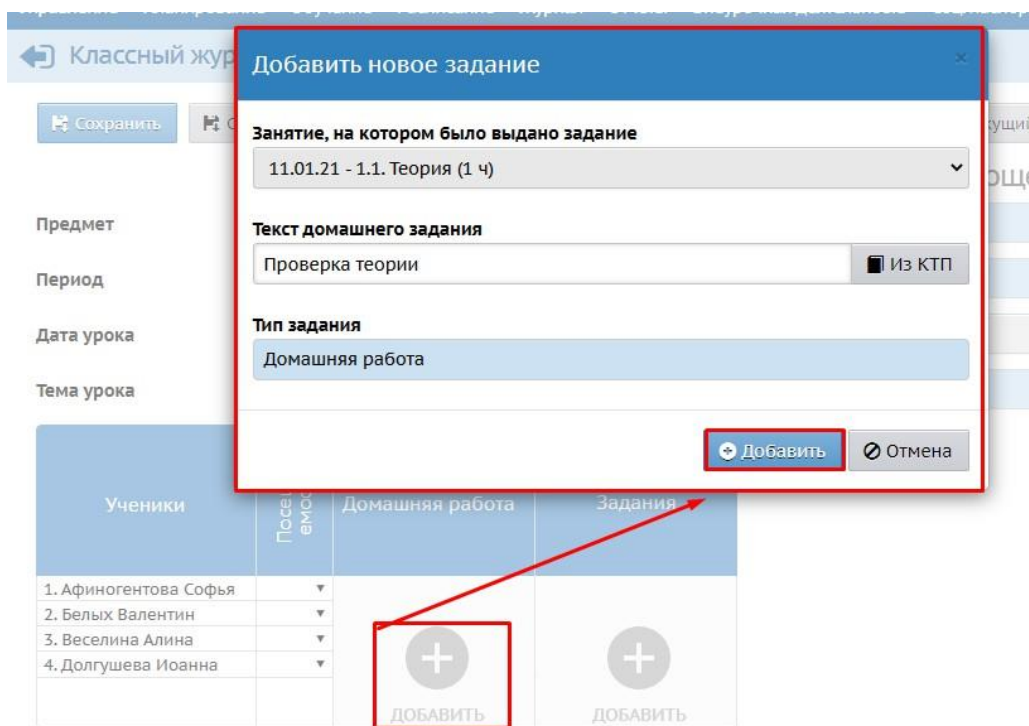 Классный жур
Добавить новое задание
Сохранить
Занятие, на котором было выдано задание
11.01.21 - 1.1. Теория (1 ч)
Предмет
Текст домашнего задания
Проверка теории
Из КТП
Период
Тип задания
Дата урока
Домашняя работа
Тема урока
Добавить
Отмена
Ученики
Домашняя работа
Задания
1. Афиногентова Софья
2. Белых Валентин
3. Веселина Алина
4. Долгушева Иоанна
ДОБАВИТЬ
ДОБАВИТЬ